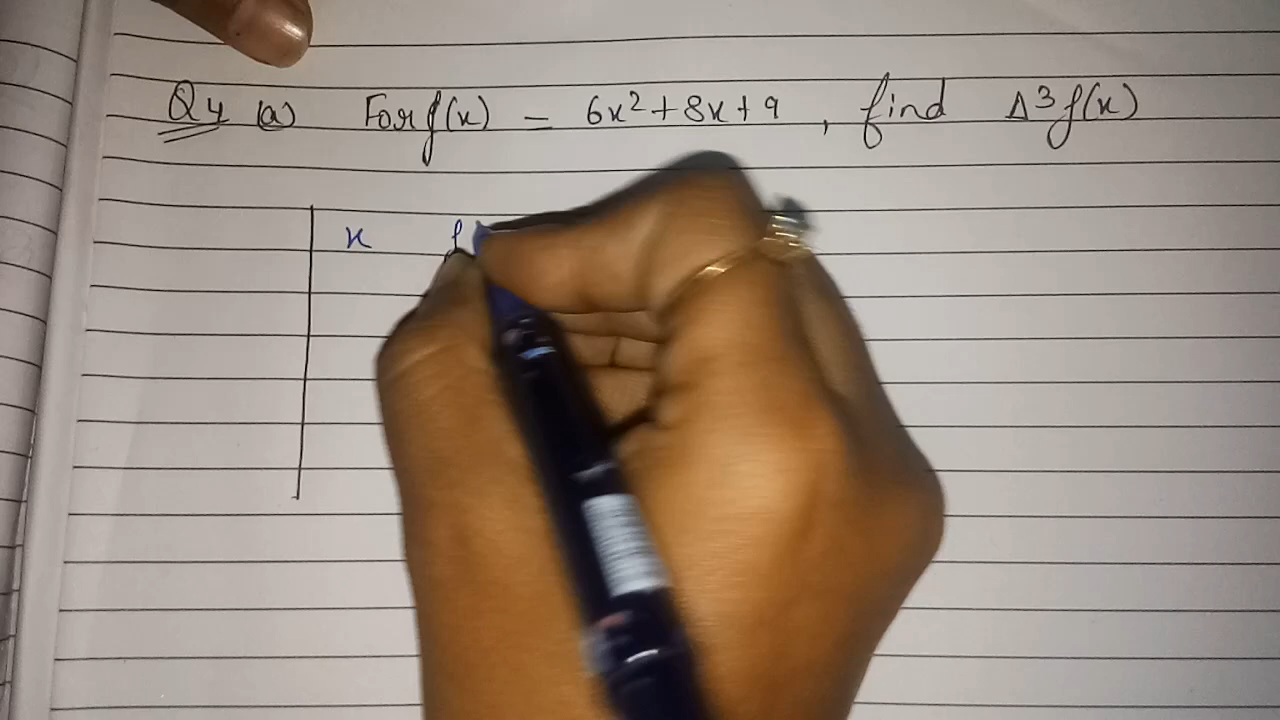 Q4 (a) For f(x) = 6x²+8x+9, find Δ³f(x)
x f